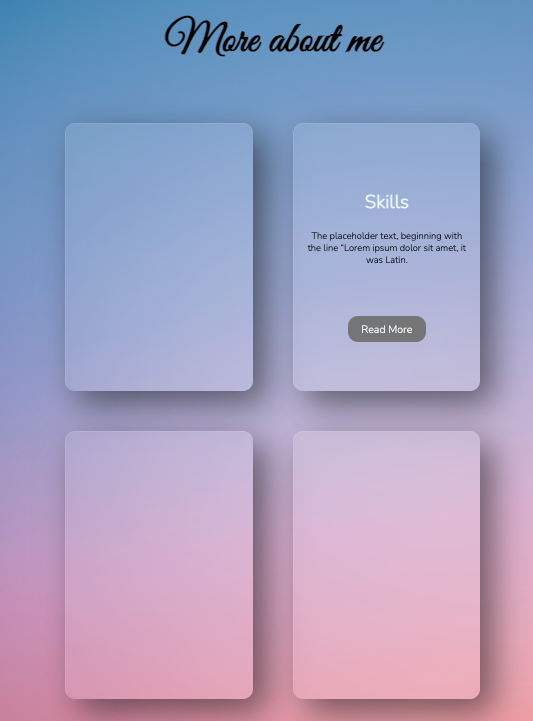 More about me
Skills
The placeholder text, beginning with
the line “Lorem ipsum dolor sit amet, it
was Latin.
Read More